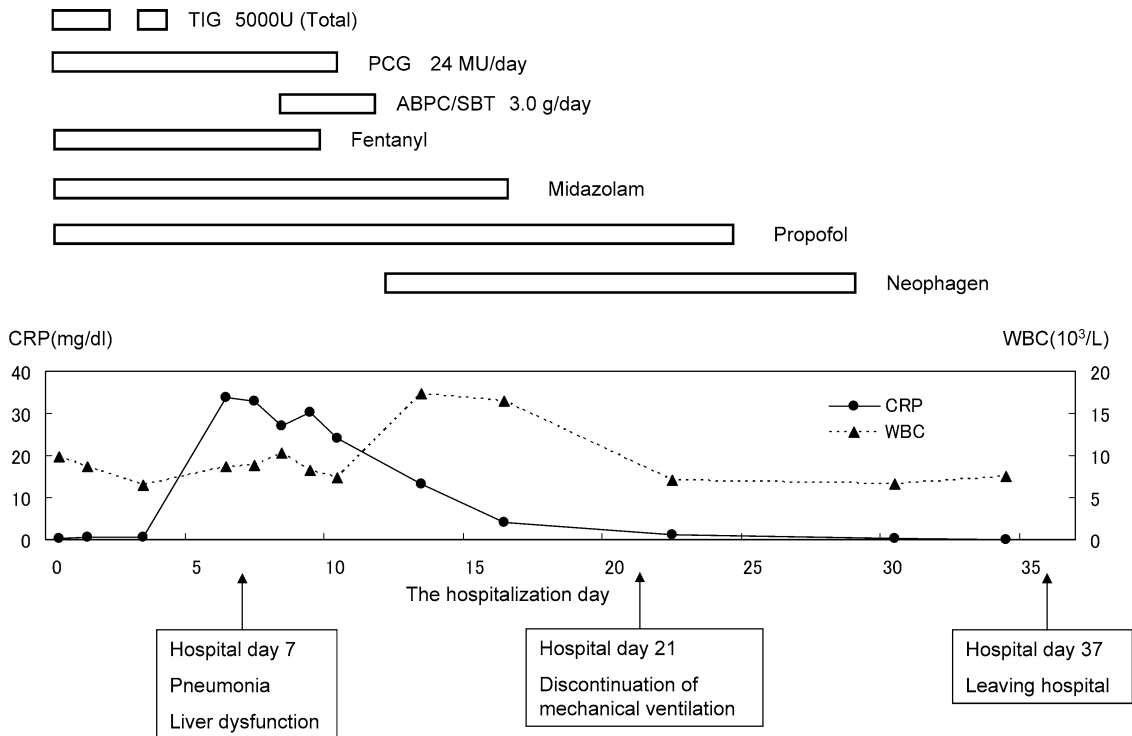 TIG 5000U (Total)
PCG 24 MU/day
ABPC/SBT 3.0 g/day
Fentanyl
Midazolam
Propofol
Neophagen
CRP(mg/dl)
WBC(10³/L)
40
30
20
10
0
20
15
10
5
0
CRP
WBC
0 5 10 15 20 25 30 35
The hospitalization day
Hospital day 7
Pneumonia
Liver dysfunction
Hospital day 21
Discontinuation of
mechanical ventilation
Hospital day 37
Leaving hospital